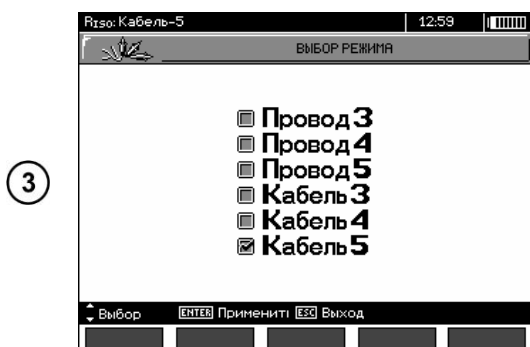 RISO: Кабель-5 12:59
ВЫБОР РЕЖИМА
Провод 3
Провод 4
Провод 5
Кабель 3
Кабель 4
Кабель 5
3
Выбор ENTER Применитı ESC Выход